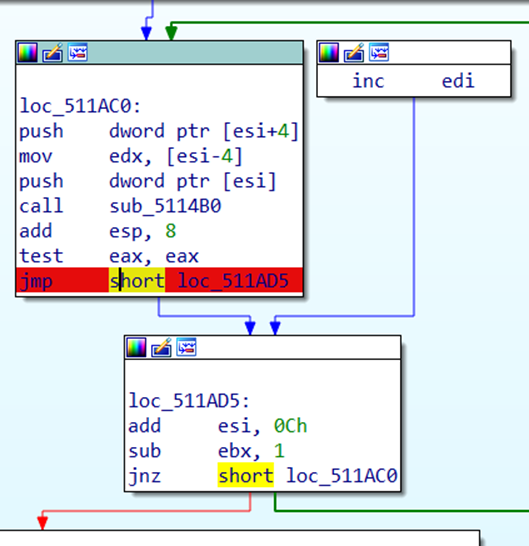 loc_511AC0:
push dword ptr [esi+4]
mov edx, [esi-4]
push dword ptr [esi]
call sub_5114B0
add esp, 8
test eax, eax
jmp short loc_511AD5
inc edi
loc_511AD5:
add esi, 0Ch
sub ebx, 1
jnz short loc_511AC0